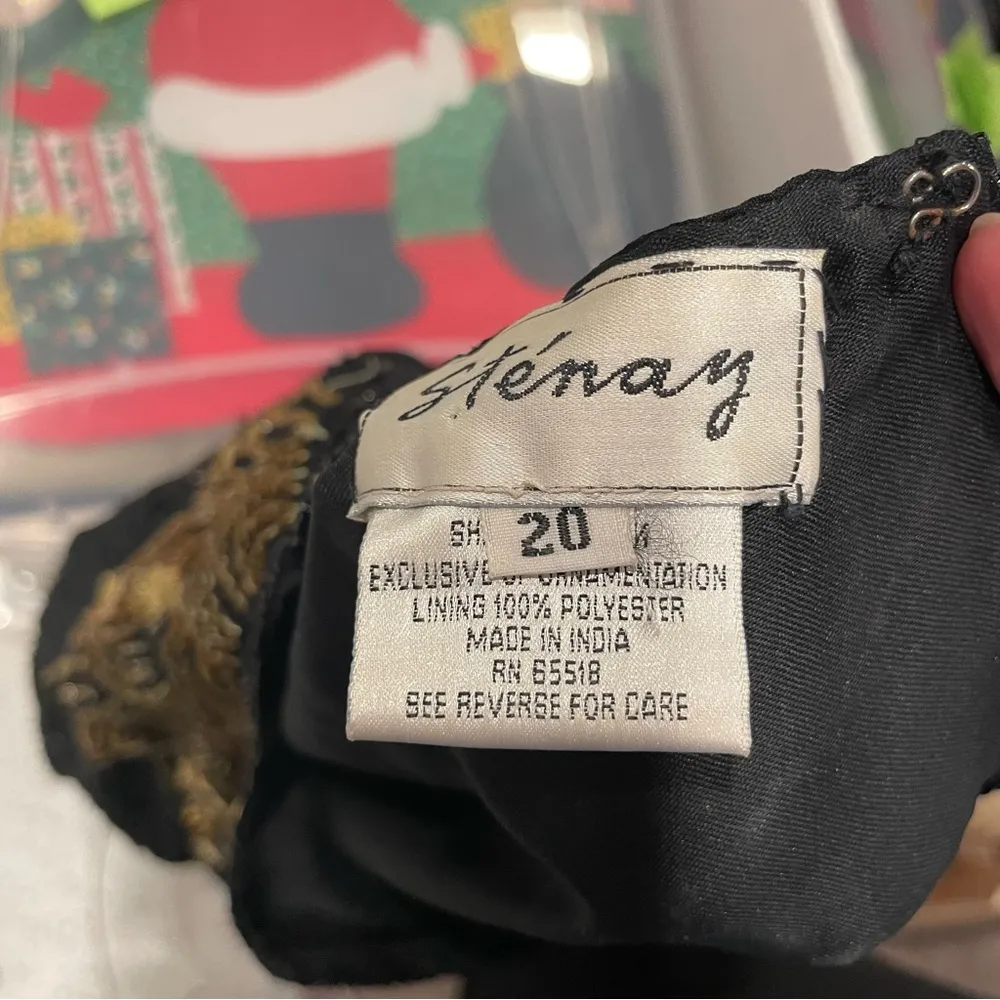 sténay
20
EXCLUSIVE OF ORNAMENTATION
LINING 100% POLYESTER
MADE IN INDIA
RN 65518
SEE REVERSE FOR CARE